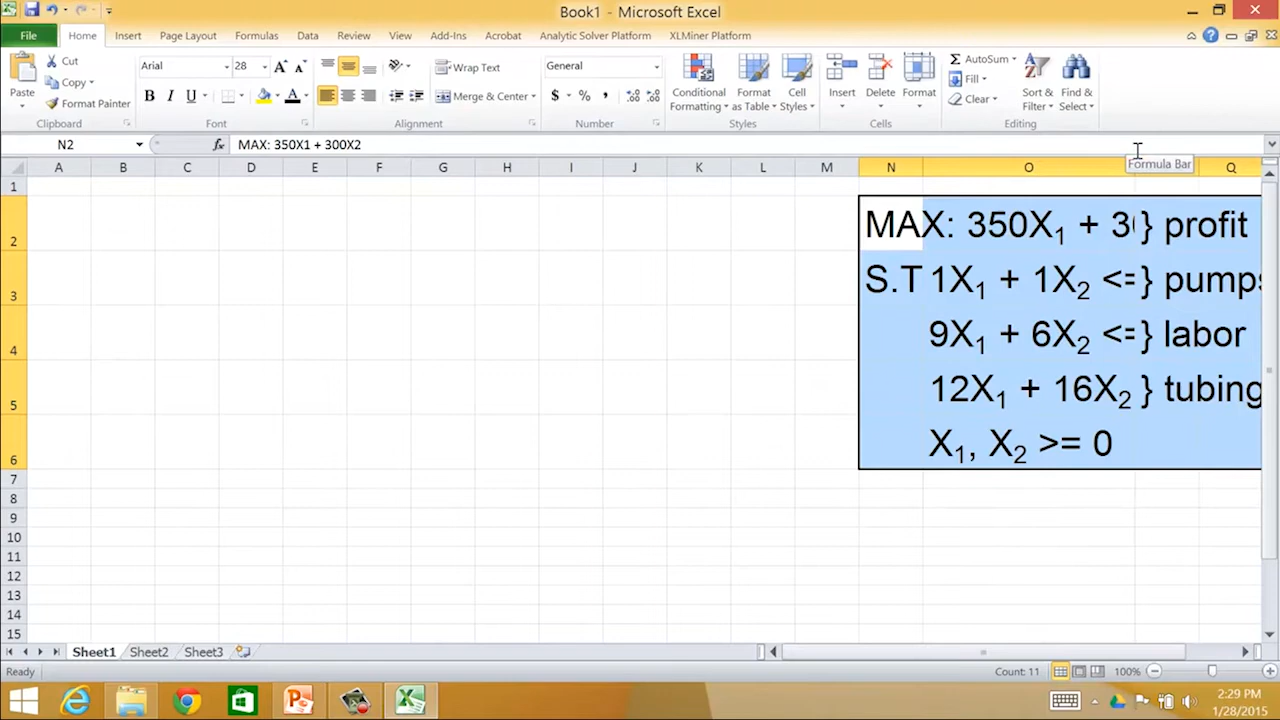 Book1 - Microsoft Excel
File Home Insert Page Layout Formulas Data Review View Add-Ins Acrobat Analytic Solver Platform XLMiner Platform
Cut
Copy
Format Painter
Paste
Clipboard
Arial 28
B I U
Font
Wrap Text
Merge & Center
Alignment
General
$ % ,
Number
Conditional Formatting
Format as Table
Cell Styles
Styles
Insert Delete Format
Cells
AutoSum
Fill
Clear
Sort & Filter
Find & Select
Editing
N2 fx MAX: 350X1 + 300X2
Formula Bar
A B C D E F G H I J K L M N O Q
1
2 MAX: 350X₁ + 30 } profit
3 S.T 1X₁ + 1X₂ <= } pumps
4 9X₁ + 6X₂ <= } labor
5 12X₁ + 16X₂ } tubing
6 X₁, X₂ >= 0
7
8
9
10
11
12
13
14
15
Sheet1 Sheet2 Sheet3
Ready Count: 11 100%
2:29 PM
1/28/2015